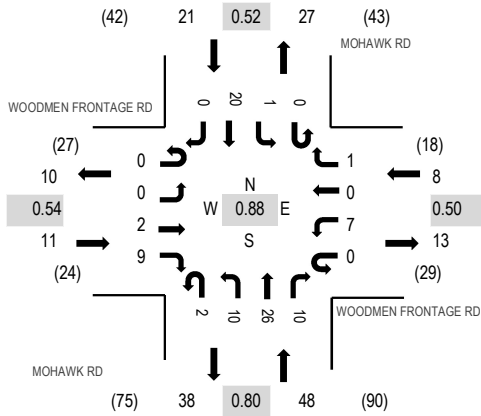 (42) 21 0.52 27 (43)
MOHAWK RD
0 20 1 0
WOODMEN FRONTAGE RD
(27) 0 1 (18)
10 8
0 N 0
0.54 W 0.88 E 0.50
2 S 7
11 13
9 0
(24) (29)
2 10 26 10
WOODMEN FRONTAGE RD
MOHAWK RD
(75) 38 0.80 48 (90)